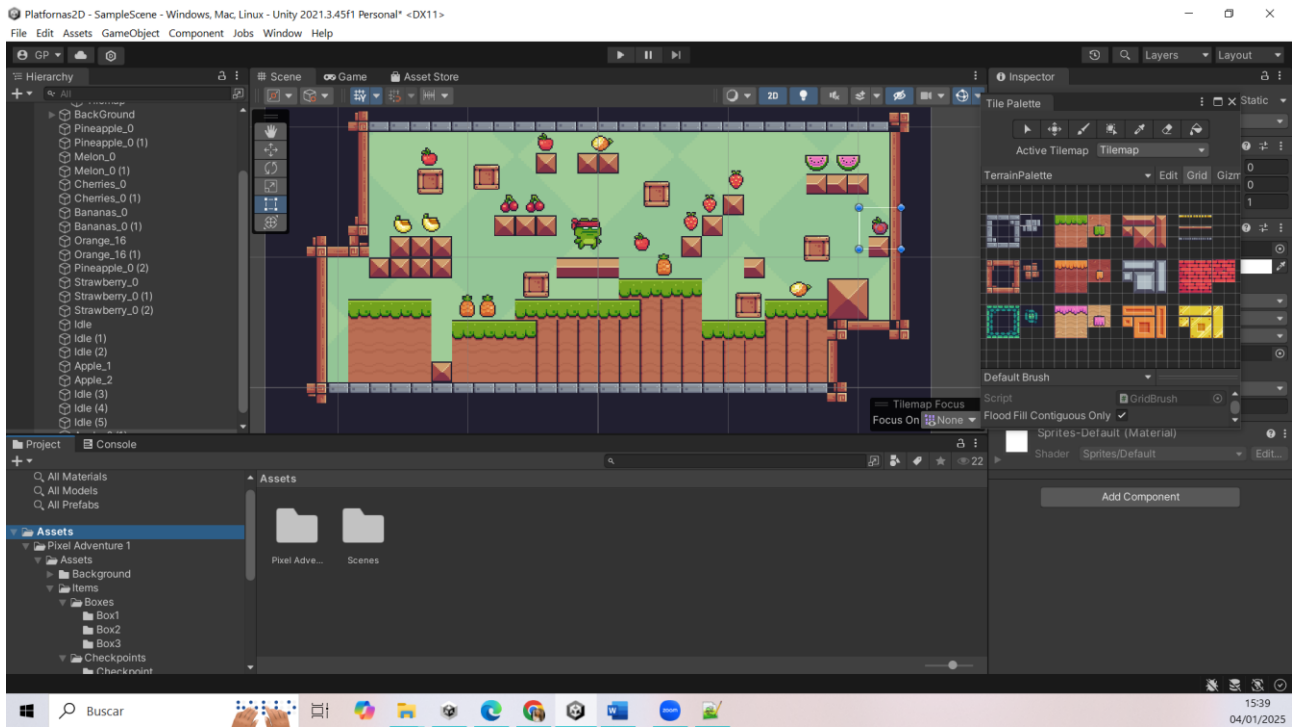 Platfornas2D - SampleScene - Windows, Mac, Linux - Unity 2021.3.45f1 Personal* <DX11>
File Edit Assets GameObject Component Jobs Window Help
GP
Layers
Layout
Hierarchy
Scene
Game
Asset Store
Inspector
All
2D
Tile Palette
Static
BackGround
Pineapple_0
Pineapple_0 (1)
Melon_0
Melon_0 (1)
Cherries_0
Cherries_0 (1)
Bananas_0
Bananas_0 (1)
Orange_16
Orange_16 (1)
Pineapple_0 (2)
Strawberry_0
Strawberry_0 (1)
Strawberry_0 (2)
Idle
Idle (1)
Idle (2)
Apple_1
Apple_2
Idle (3)
Idle (4)
Idle (5)
Active Tilemap Tilemap
TerrainPalette
Edit Grid Gizm
0
0
1
Default Brush
Script GridBrush
Flood Fill Contiguous Only
Tilemap Focus
Focus On None
Sprites-Default (Material)
Shader Sprites/Default Edit...
Add Component
Project Console
22
All Materials
All Models
All Prefabs
Assets
Pixel Adventure 1
Assets
Background
Items
Boxes
Box1
Box2
Box3
Checkpoints
Checkpoint
Assets
Pixel Adve...
Scenes
Buscar
zoom
15:39
04/01/2025